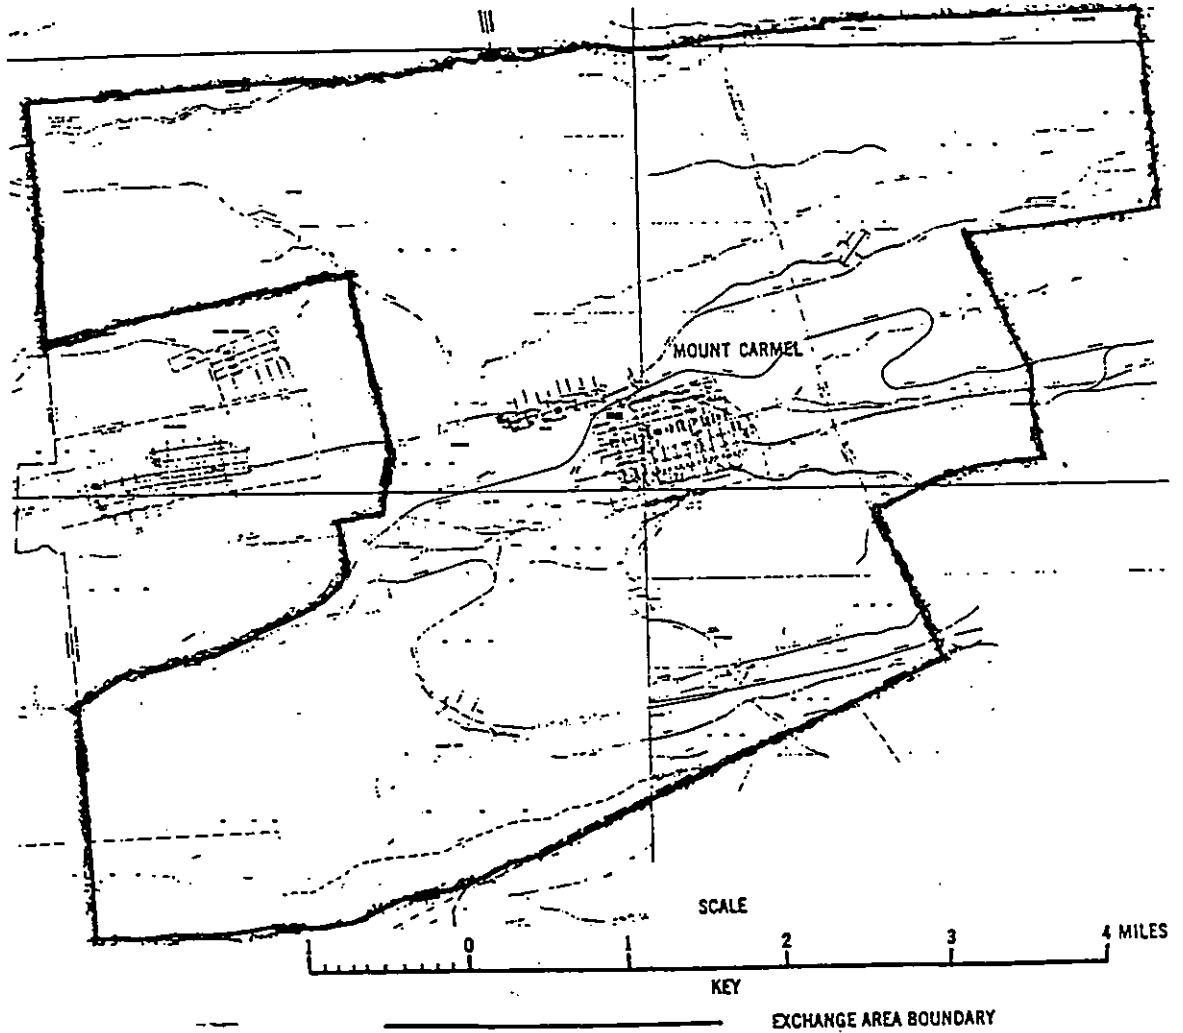 MOUNT CARMEL
SCALE
1 0 1 2 3 4 MILES
KEY
EXCHANGE AREA BOUNDARY